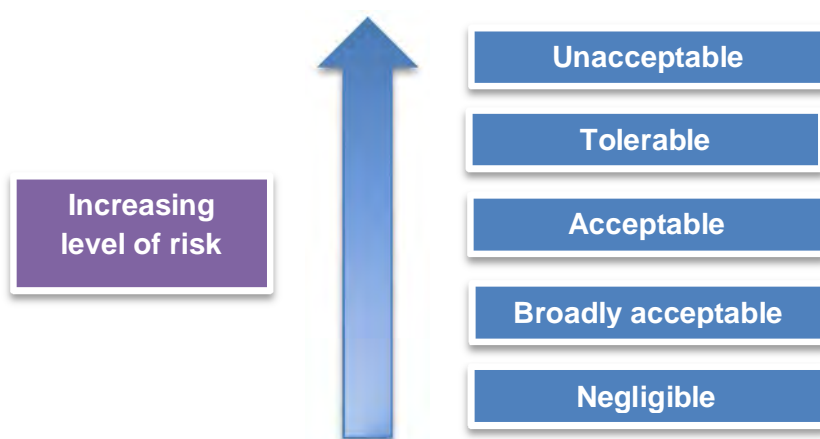 Unacceptable
Tolerable
Increasing
level of risk
Acceptable
Broadly acceptable
Negligible